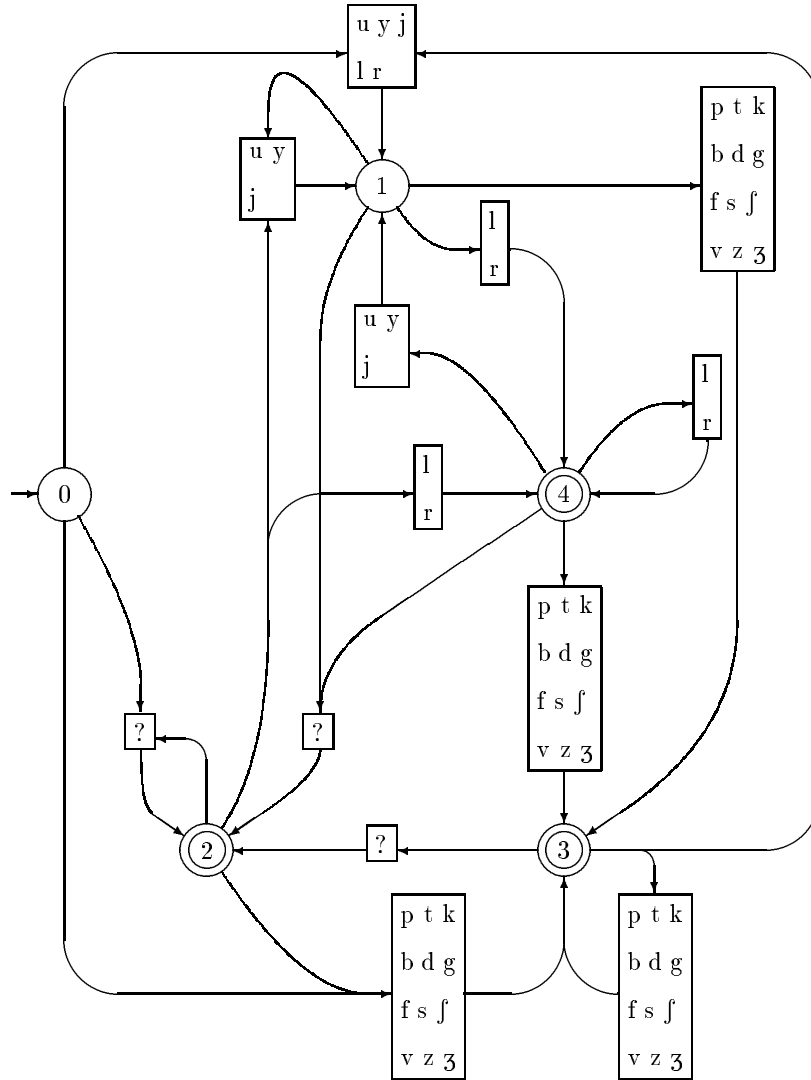 u y j
l r
p t k
b d g
f s ʃ
v z ʒ
u y
j
1
l
r
u y
j
l
r
l
r
0
4
p t k
b d g
f s ʃ
v z ʒ
?
?
2
?
3
p t k
b d g
f s ʃ
v z ʒ
p t k
b d g
f s ʃ
v z ʒ